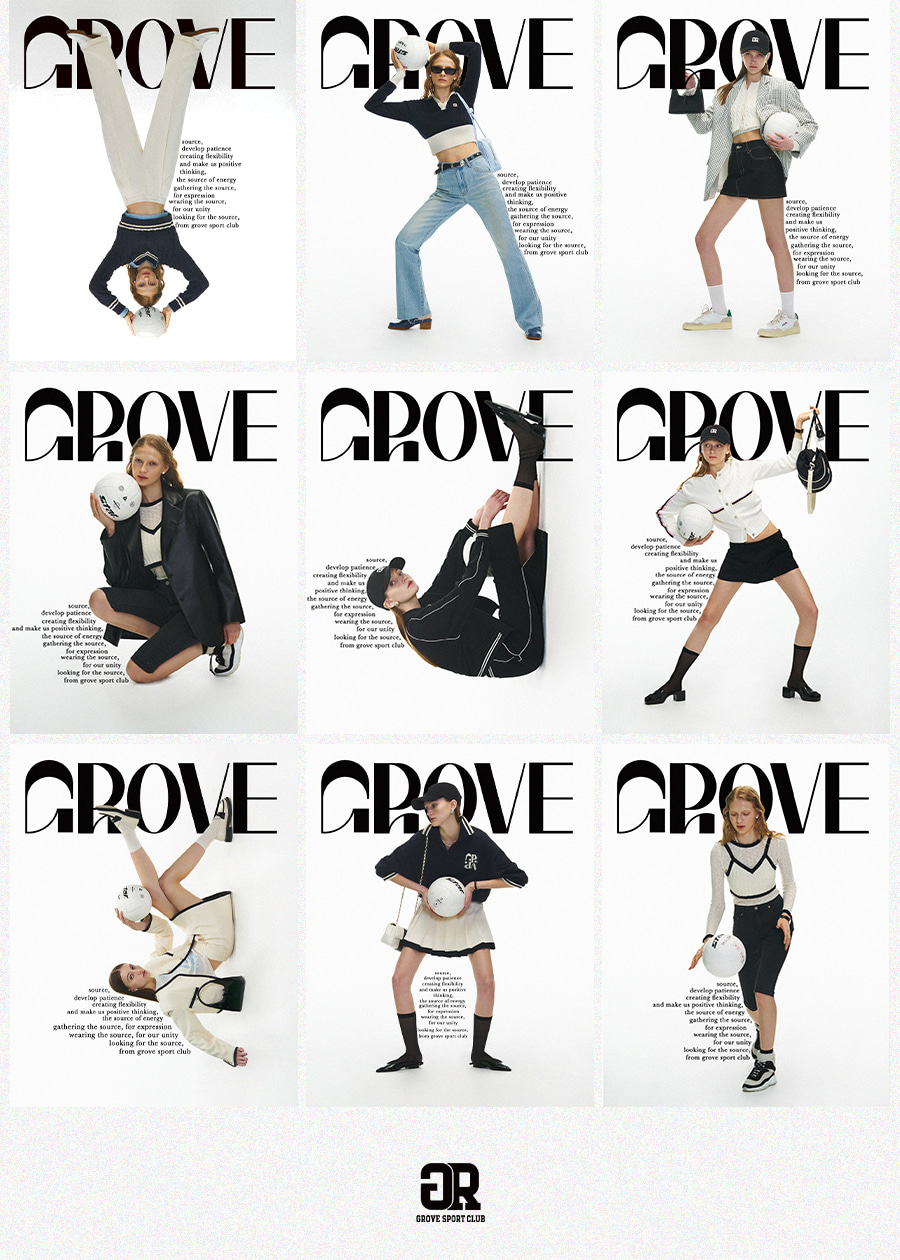 GROVE
source,
develop patience
creating flexibility
and make us positive
thinking,
the source of energy
gathering the source,
for expression
wearing the source,
for our unity
looking for the source,
from grove sport club
GROVE
source,
develop patience
creating flexibility
and make us positive
thinking,
the source of energy
gathering the source,
for expression
wearing the source,
for our unity
looking for the source,
from grove sport club
GROVE
source,
develop patience
creating flexibility
and make us
positive thinking,
the source of energy
gathering the source,
for expression
wearing the source,
for our unity
looking for the source,
from grove sport club
GROVE
STAR
source,
develop patience
creating flexibility
and make us positive thinking,
the source of energy
gathering the source,
for expression
wearing the source,
for our unity
looking for the source,
from grove sport club
GROVE
source,
develop patience
creating flexibility
and make us
positive thinking,
the source of energy
gathering the source,
for expression
wearing the source,
for our unity
looking for the source,
from grove sport club
GROVE
source,
develop patience
creating flexibility
and make us
positive thinking,
the source of energy
gathering the source,
for expression
wearing the source,
for our unity
looking for the source,
from grove sport club
GROVE
STAR
source,
develop patience
creating flexibility
and make us positive thinking,
the source of energy
gathering the source, for expression
wearing the source, for our unity
looking for the source,
from grove sport club
GROVE
STAR
source,
develop patience
creating flexibility
and make us positive
thinking,
the source of energy
gathering the source,
for expression
wearing the source,
for our unity
looking for the source,
from grove sport club
GROVE
STAR
source,
develop patience
creating flexibility
and make us positive thinking,
the source of energy
gathering the source,
for expression
wearing the source,
for our unity
looking for the source,
from grove sport club
GR
GROVE SPORT CLUB